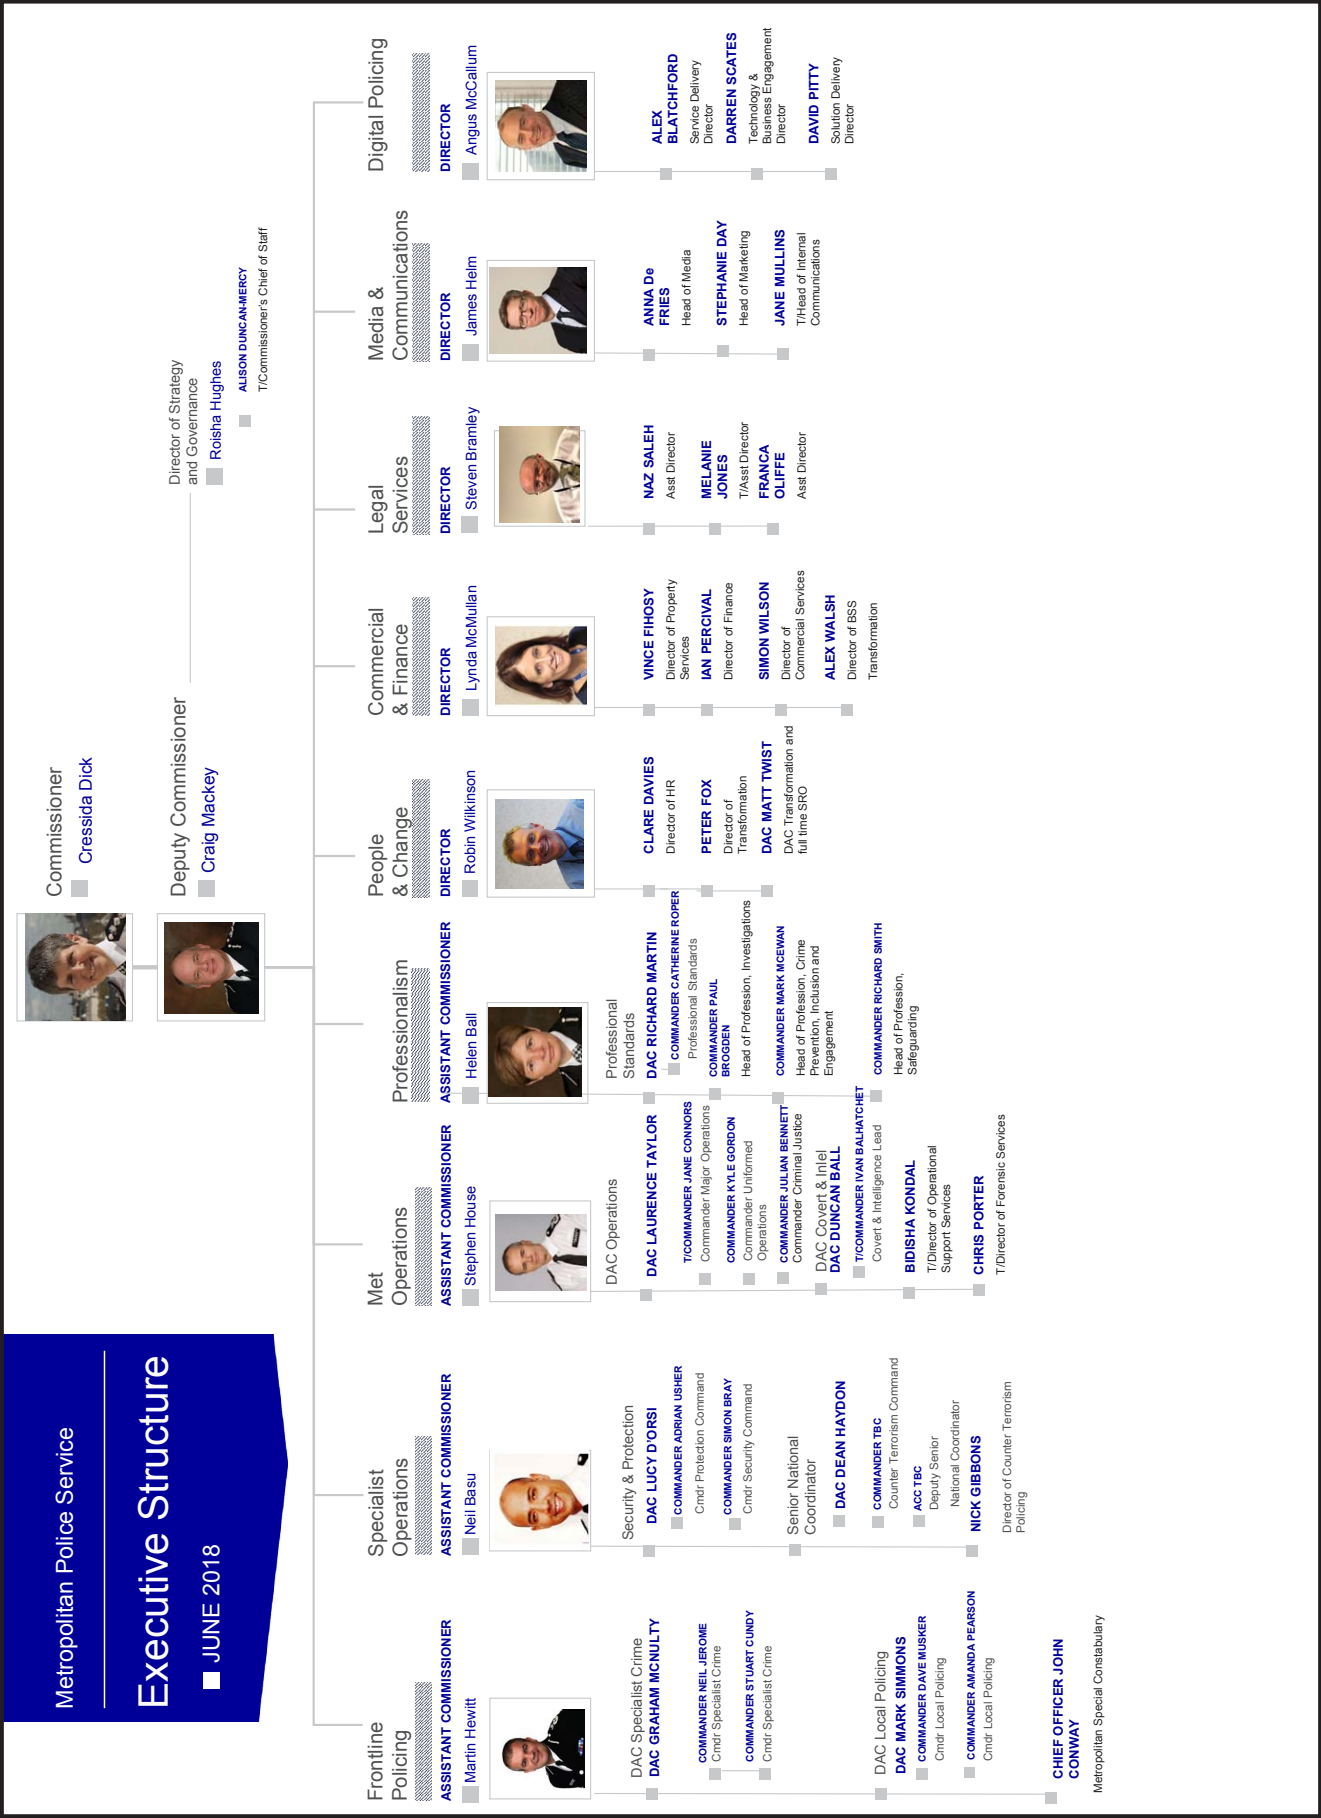 Metropolitan Police Service
Executive Structure
JUNE 2018
Commissioner
Cressida Dick
Deputy Commissioner
Craig Mackey
Director of Strategy
and Governance
Roisha Hughes
ALISON DUNCAN-MERCY
T/Commissioner's Chief of Staff
Frontline
Policing
ASSISTANT COMMISSIONER
Martin Hewitt
DAC Specialist Crime
DAC GRAHAM MCNULTY
COMMANDER NEIL JEROME
Cmdr Specialist Crime
COMMANDER STUART CUNDY
Cmdr Specialist Crime
DAC Local Policing
DAC MARK SIMMONS
COMMANDER DAVE MUSKER
Cmdr Local Policing
COMMANDER AMANDA PEARSON
Cmdr Local Policing
CHIEF OFFICER JOHN
CONWAY
Metropolitan Special Constabulary
Specialist
Operations
ASSISTANT COMMISSIONER
Neil Basu
Security & Protection
DAC LUCY D'ORSI
COMMANDER ADRIAN USHER
Cmdr Protection Command
COMMANDER SIMON BRAY
Cmdr Security Command
Senior National
Coordinator
DAC DEAN HAYDON
COMMANDER TBC
Counter Terrorism Command
ACC TBC
Deputy Senior
National Coordinator
NICK GIBBONS
Director of Counter Terrorism
Policing
Met
Operations
ASSISTANT COMMISSIONER
Stephen House
DAC Operations
DAC LAURENCE TAYLOR
T/COMMANDER JANE CONNORS
Commander Major Operations
COMMANDER KYLE GORDON
Commander Uniformed
Operations
COMMANDER JULIAN BENNETT
Commander Criminal Justice
DAC Covert & Intel
DAC DUNCAN BALL
T/COMMANDER IVAN BALHATCHET
Covert & Intelligence Lead
BIDISHA KONDAL
T/Director of Operational
Support Services
CHRIS PORTER
T/Director of Forensic Services
Professionalism
ASSISTANT COMMISSIONER
Helen Ball
Professional
Standards
DAC RICHARD MARTIN
COMMANDER CATHERINE ROPER
Professional Standards
COMMANDER PAUL
BROGDEN
Head of Profession, Investigations
COMMANDER MARK MCEWAN
Head of Profession, Crime
Prevention, Inclusion and
Engagement
COMMANDER RICHARD SMITH
Head of Profession,
Safeguarding
People
& Change
DIRECTOR
Robin Wilkinson
CLARE DAVIES
Director of HR
PETER FOX
Director of
Transformation
DAC MATT TWIST
DAC Transformation and
full time SRO
Commercial
& Finance
DIRECTOR
Lynda McMullan
VINCE FIHOSY
Director of Property
Services
IAN PERCIVAL
Director of Finance
SIMON WILSON
Director of
Commercial Services
ALEX WALSH
Director of BSS
Transformation
Legal
Services
DIRECTOR
Steven Bramley
NAZ SALEH
Asst Director
MELANIE
JONES
T/Asst Director
FRANCA
OLIFFE
Asst Director
Media &
Communications
DIRECTOR
James Helm
ANNA De
FRIES
Head of Media
STEPHANIE DAY
Head of Marketing
JANE MULLINS
T/Head of Internal
Communications
Digital Policing
DIRECTOR
Angus McCallum
ALEX
BLATCHFORD
Service Delivery
Director
DARREN SCATES
Technology &
Business Engagement
Director
DAVID PITTY
Solution Delivery
Director